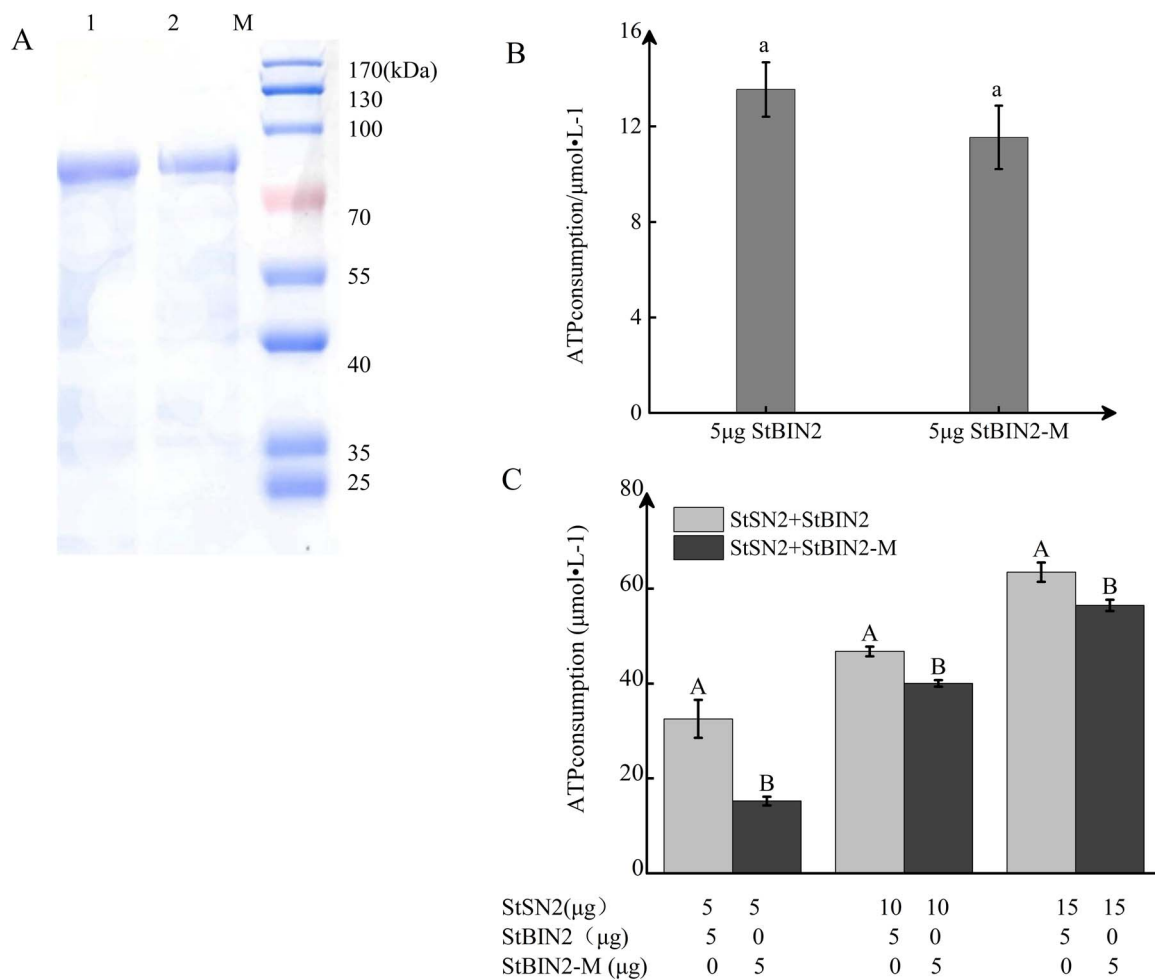 A
1 2 M
170(kDa)
130
100
70
55
40
35
25
B
ATPconsumption/μmol•L-1
16
12
8
4
0
a
a
5μg StBIN2
5μg StBIN2-M
C
ATPconsumption (μmol•L-1)
80
60
40
20
0
StSN2+StBIN2
StSN2+StBIN2-M
A
B
A
B
A
B
StSN2(μg） 5 5 10 10 15 15
StBIN2（μg) 5 0 5 0 5 0
StBIN2-M (μg) 0 5 0 5 0 5